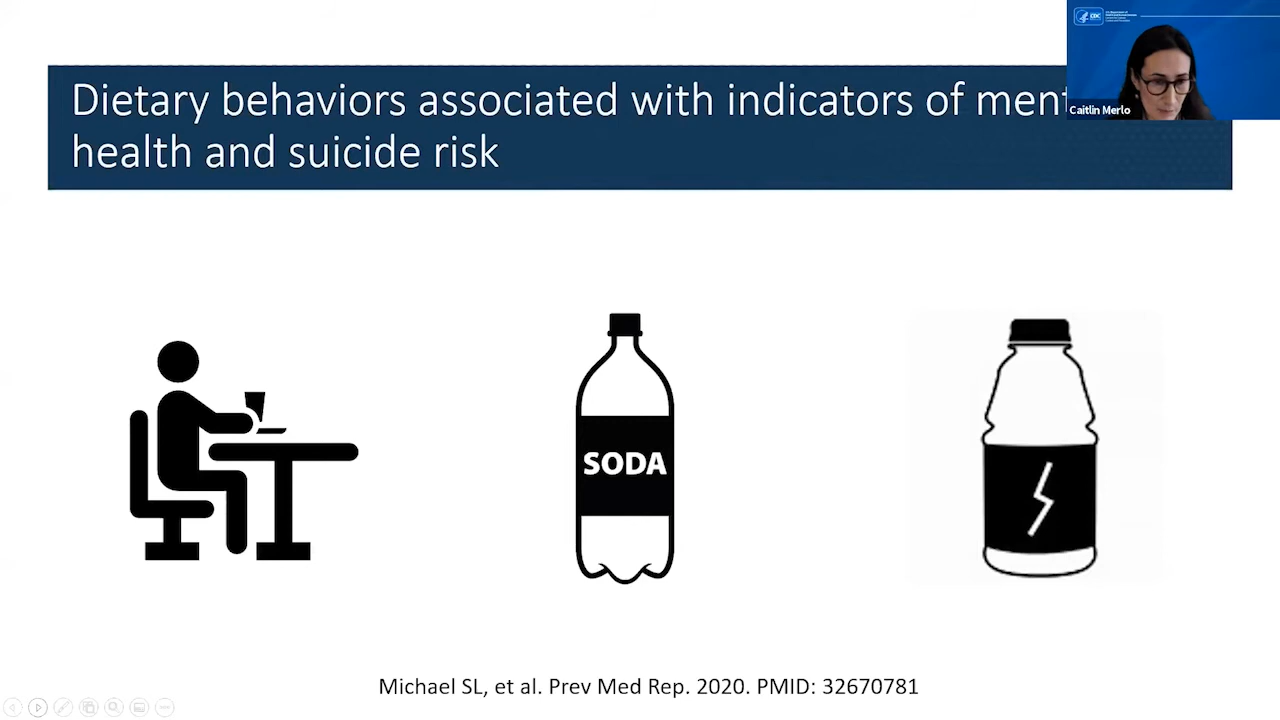 Dietary behaviors associated with indicators of ment
health and suicide risk
CDC
Caitlin Merlo
SODA
Michael SL, et al. Prev Med Rep. 2020. PMID: 32670781